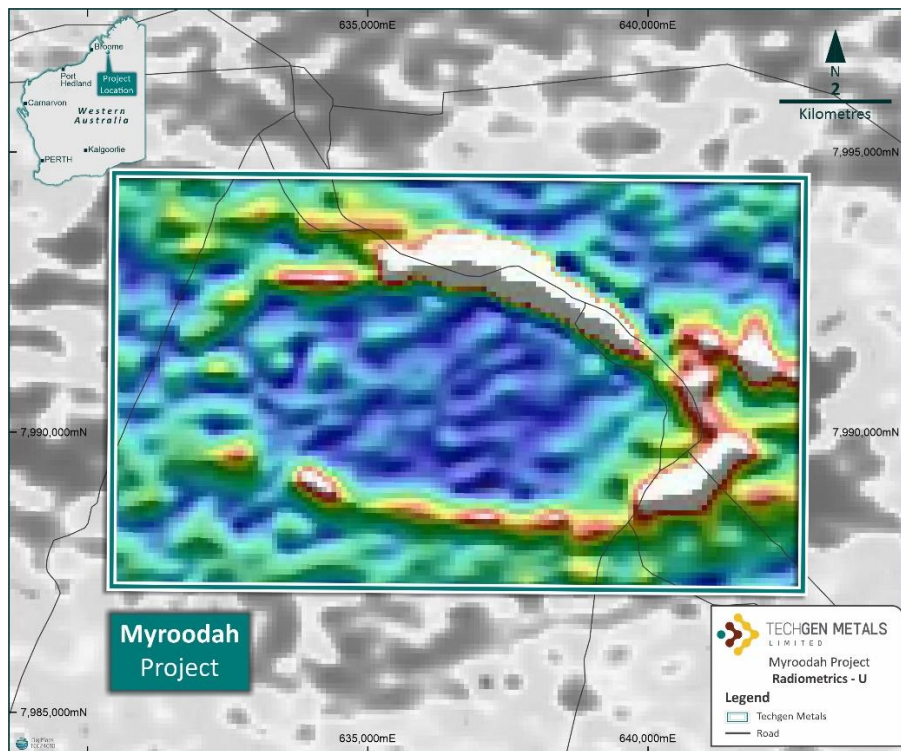 635,000mE
640,000mE
Broome
Port
Hedland
Project
Location
Carnarvon
Western
Australia
Kalgoorlie
PERTH
N
2
Kilometres
7,995,000mN
7,990,000mN
7,990,000mN
Myroodah
Project
7,985,000mN
635,000mE
640,000mE
TECHGEN METALS
LIMITED
Myroodah Project
Radiometrics - U
Legend
Techgen Metals
Road